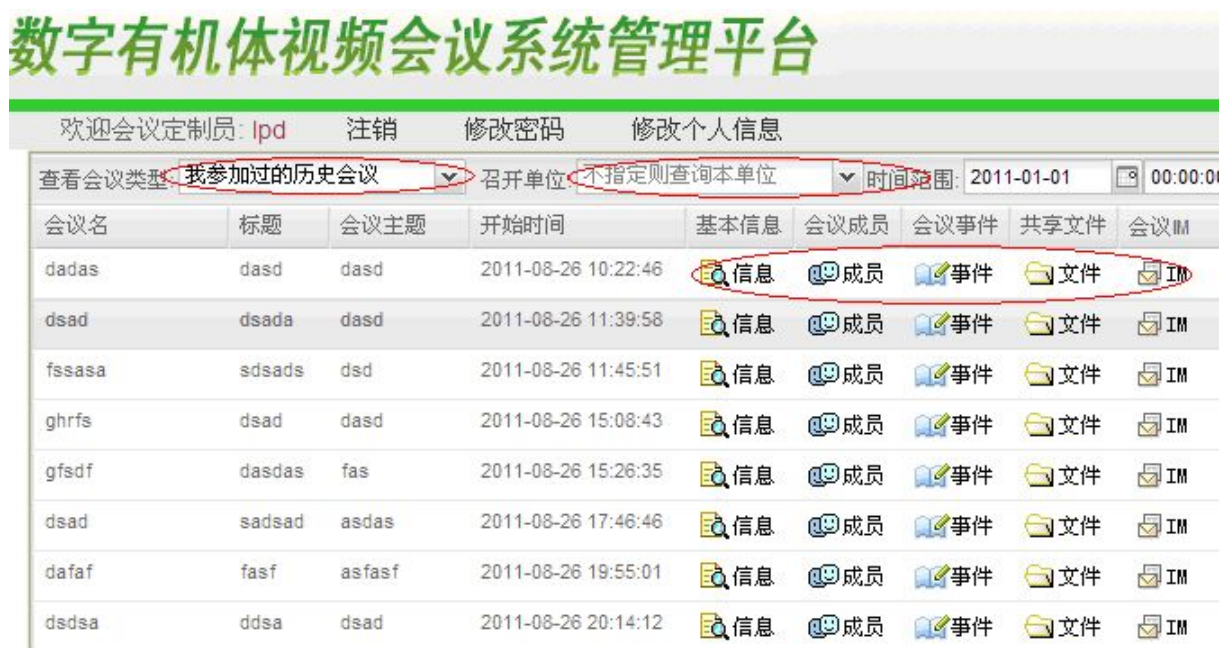 数字有机体视频会议系统管理平台
欢迎会议定制员: lpd 注销 修改密码 修改个人信息
查看会议类型: 我参加过的历史会议 召开单位: 不指定则查询本单位 时间范围: 2011-01-01 00:00:00
会议名 标题 会议主题 开始时间 基本信息 会议成员 会议事件 共享文件 会议IM
dadas dasd dasd 2011-08-26 10:22:46 信息 成员 事件 文件 IM
dsad dsada dasd 2011-08-26 11:39:58 信息 成员 事件 文件 IM
fssasa sdsads dsd 2011-08-26 11:45:51 信息 成员 事件 文件 IM
ghrfs dsad dasd 2011-08-26 15:08:43 信息 成员 事件 文件 IM
gfsdf dasdas fas 2011-08-26 15:26:35 信息 成员 事件 文件 IM
dsad sadsad asdas 2011-08-26 17:46:46 信息 成员 事件 文件 IM
dafaf fasf asfasf 2011-08-26 19:55:01 信息 成员 事件 文件 IM
dsdsa ddsa dsad 2011-08-26 20:14:12 信息 成员 事件 文件 IM